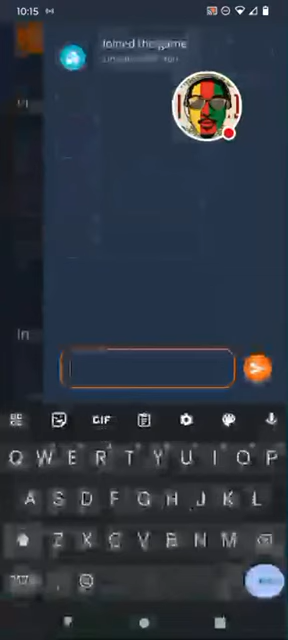 10:15
Joined the game
GIF
Q W E R T Y U I O P
A S D F G H J K L
Z X C V B N M